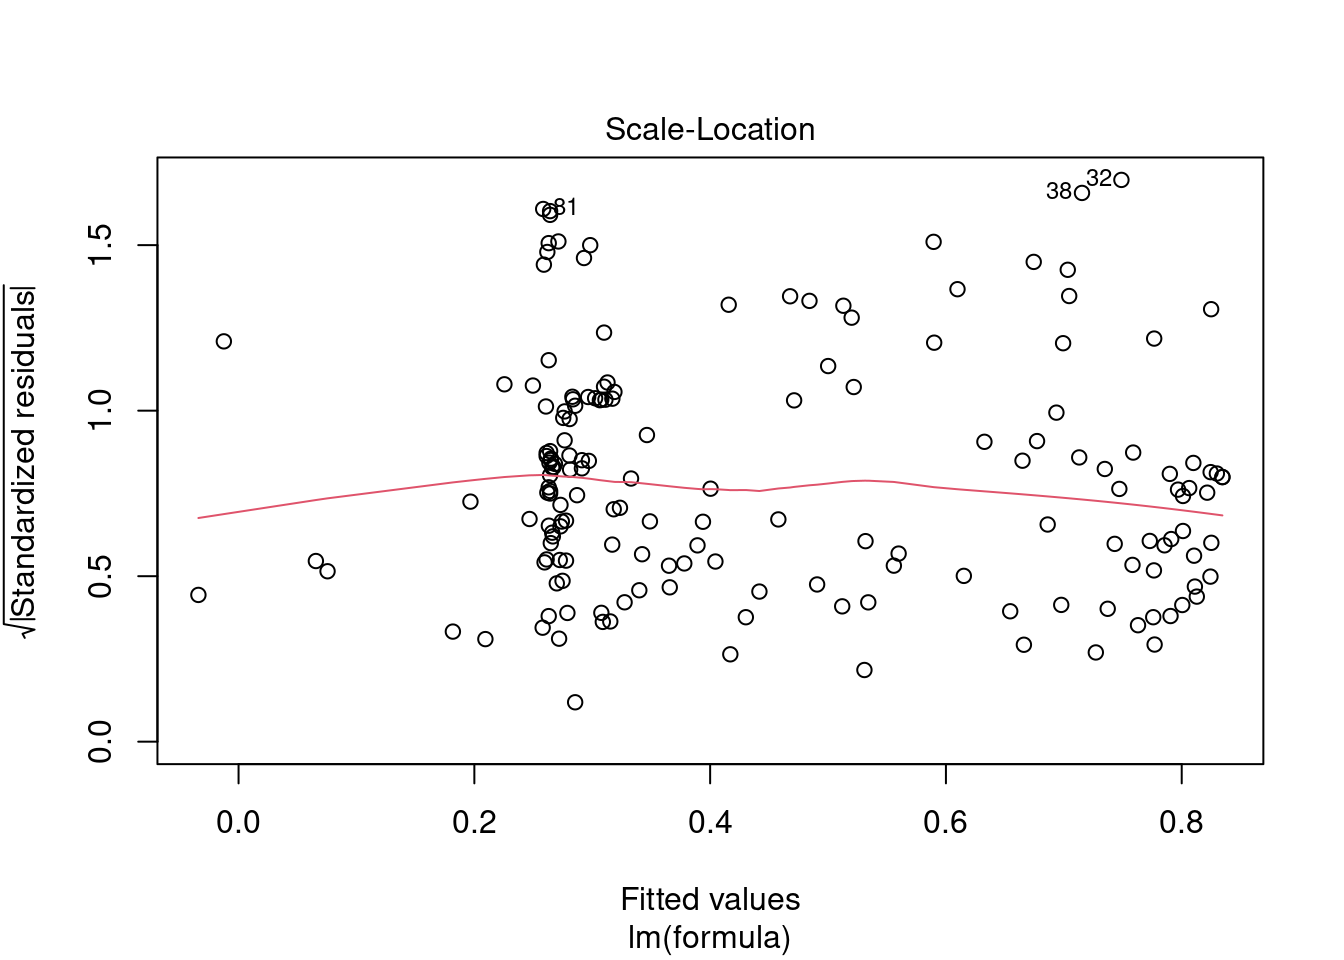 Scale-Location
√|Standardized residuals|
1.5
1.0
0.5
0.0
81
38
32
0.0 0.2 0.4 0.6 0.8
Fitted values
lm(formula)